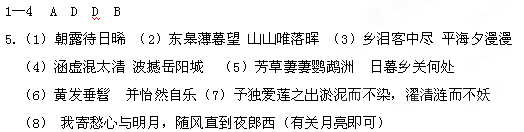 1—4 A D D B
5．（1）朝露待日晞 （2）东皋薄暮望 山山唯落晖 （3）乡泪客中尽 平海夕漫漫
（4）涵虚混太清 波撼岳阳城 （5）芳草萋萋鹦鹉洲 日暮乡关何处
（6）黄发垂髫 并怡然自乐（7）予独爱莲之出淤泥而不染，濯清涟而不妖
（8） 我寄愁心与明月，随风直到夜郎西（有关月亮即可）